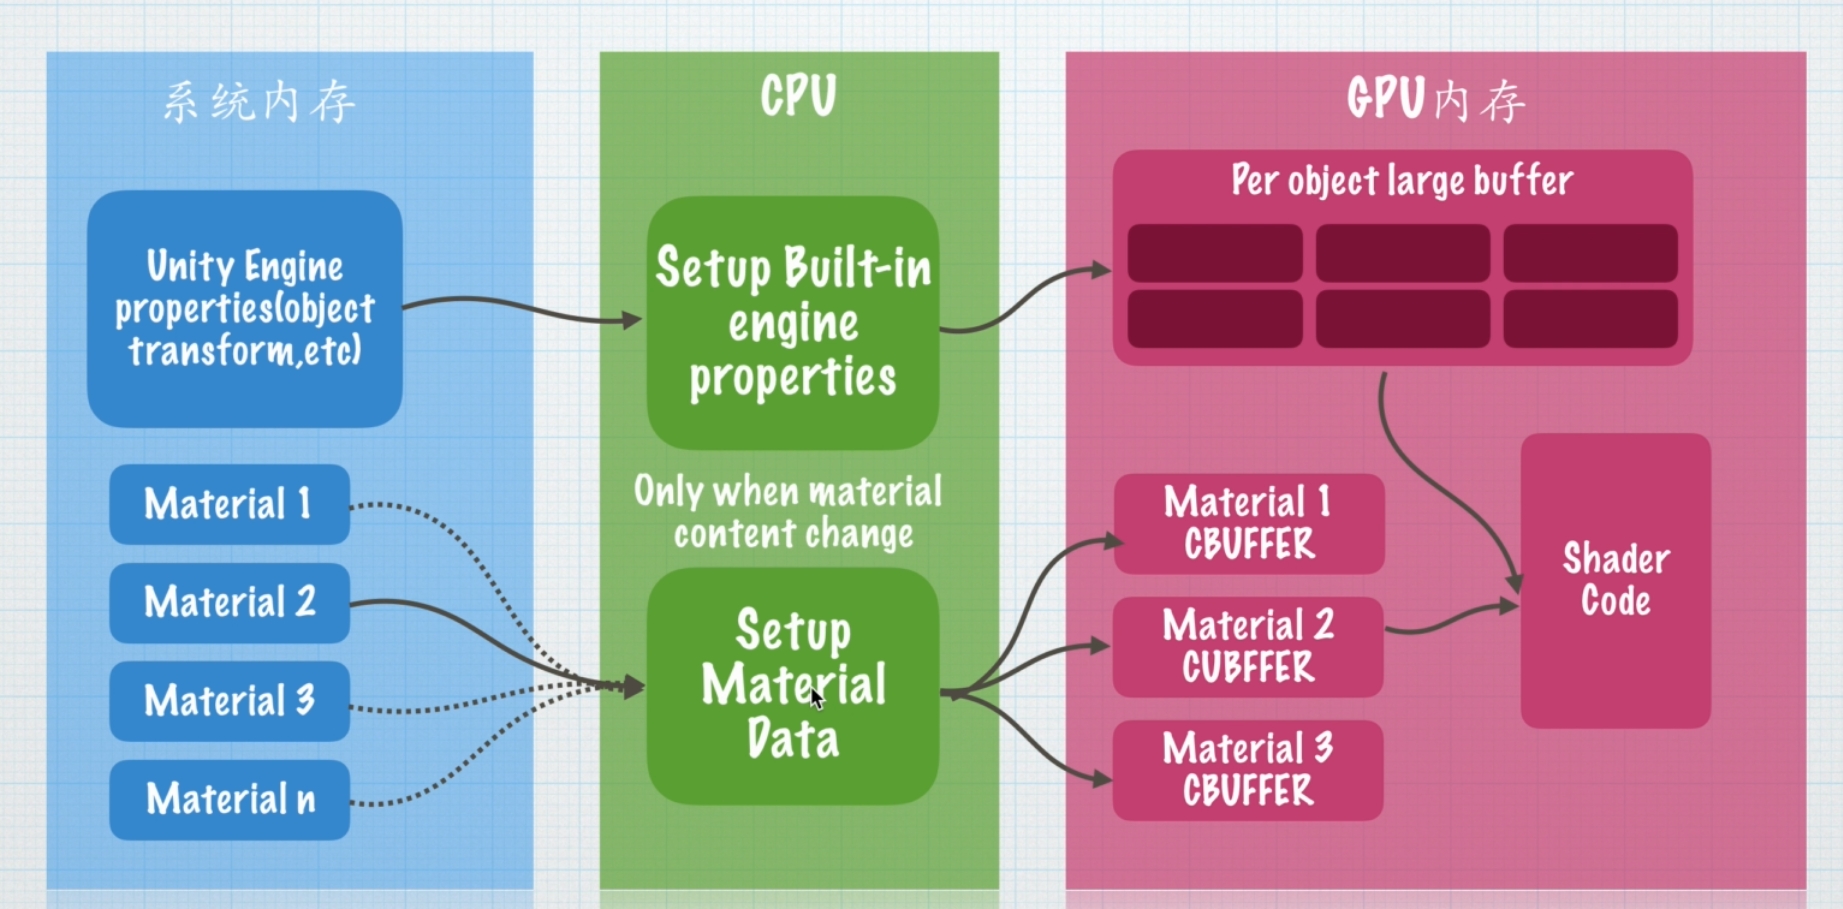 系统内存
Unity Engine
properties(object
transform,etc)
Material 1
Material 2
Material 3
Material n
CPU
Setup Built-in
engine
properties
Only when material
content change
Setup
Material
Data
GPU内存
Per object large buffer
Material 1
CBUFFER
Material 2
CUBFFER
Material 3
CBUFFER
Shader
Code